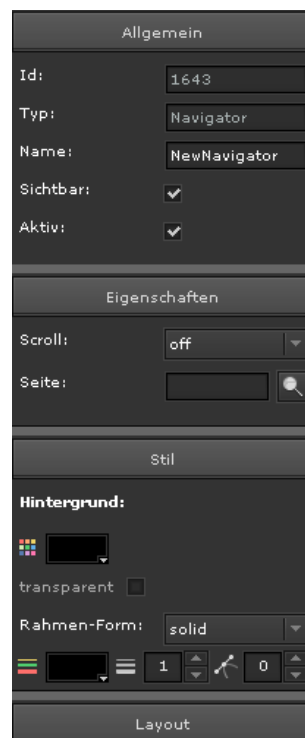 Allgemein
Id: 1643
Typ: Navigator
Name: NewNavigator
Sichtbar:
Aktiv:
Eigenschaften
Scroll: off
Seite:
Stil
Hintergrund:
transparent
Rahmen-Form: solid
1 0
Layout